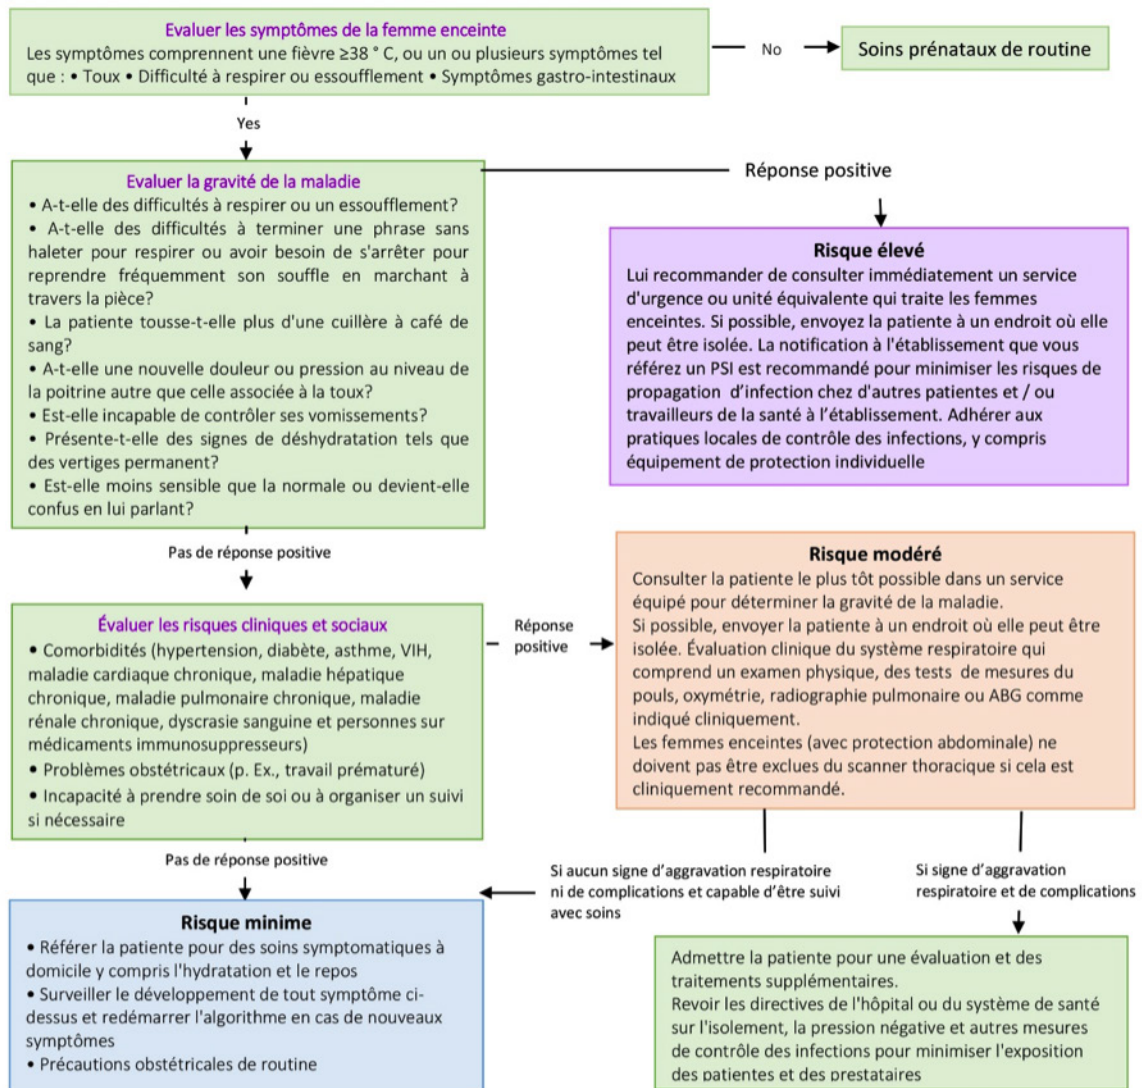 Evaluer les symptômes de la femme enceinte
Les symptômes comprennent une fièvre ≥38 ° C, ou un ou plusieurs symptômes tel
que : • Toux • Difficulté à respirer ou essoufflement • Symptômes gastro-intestinaux
No
Soins prénataux de routine
Yes
Evaluer la gravité de la maladie
• A-t-elle des difficultés à respirer ou un essoufflement?
• A-t-elle des difficultés à terminer une phrase sans
haleter pour respirer ou avoir besoin de s'arrêter pour
reprendre fréquemment son souffle en marchant à
travers la pièce?
• La patiente tousse-t-elle plus d'une cuillère à café de
sang?
• A-t-elle une nouvelle douleur ou pression au niveau de
la poitrine autre que celle associée à la toux?
• Est-elle incapable de contrôler ses vomissements?
• Présente-t-elle des signes de déshydratation tels que
des vertiges permanent?
• Est-elle moins sensible que la normale ou devient-elle
confus en lui parlant?
Réponse positive
Risque élevé
Lui recommander de consulter immédiatement un service
d'urgence ou unité équivalente qui traite les femmes
enceintes. Si possible, envoyez la patiente à un endroit où elle
peut être isolée. La notification à l'établissement que vous
référez un PSI est recommandé pour minimiser les risques de
propagation d'infection chez d'autres patientes et / ou
travailleurs de la santé à l'établissement. Adhérer aux
pratiques locales de contrôle des infections, y compris
équipement de protection individuelle
Pas de réponse positive
Évaluer les risques cliniques et sociaux
• Comorbidités (hypertension, diabète, asthme, VIH,
maladie cardiaque chronique, maladie hépatique
chronique, maladie pulmonaire chronique, maladie
rénale chronique, dyscrasie sanguine et personnes sur
médicaments immunosuppresseurs)
• Problèmes obstétricaux (p. Ex., travail prématuré)
• Incapacité à prendre soin de soi ou à organiser un suivi
si nécessaire
Réponse
positive
Risque modéré
Consulter la patiente le plus tôt possible dans un service
équipé pour déterminer la gravité de la maladie.
Si possible, envoyer la patiente à un endroit où elle peut être
isolée. Évaluation clinique du système respiratoire qui
comprend un examen physique, des tests de mesures du
pouls, oxymétrie, radiographie pulmonaire ou ABG comme
indiqué cliniquement.
Les femmes enceintes (avec protection abdominale) ne
doivent pas être exclues du scanner thoracique si cela est
cliniquement recommandé.
Pas de réponse positive
Si aucun signe d'aggravation respiratoire
ni de complications et capable d'être suivi
avec soins
Si signe d'aggravation
respiratoire et de complications
Risque minime
• Référer la patiente pour des soins symptomatiques à
domicile y compris l'hydratation et le repos
• Surveiller le développement de tout symptôme ci-
dessus et redémarrer l'algorithme en cas de nouveaux
symptômes
• Précautions obstétricales de routine
Admettre la patiente pour une évaluation et des
traitements supplémentaires.
Revoir les directives de l'hôpital ou du système de santé
sur l'isolement, la pression négative et autres mesures
de contrôle des infections pour minimiser l'exposition
des patientes et des prestataires